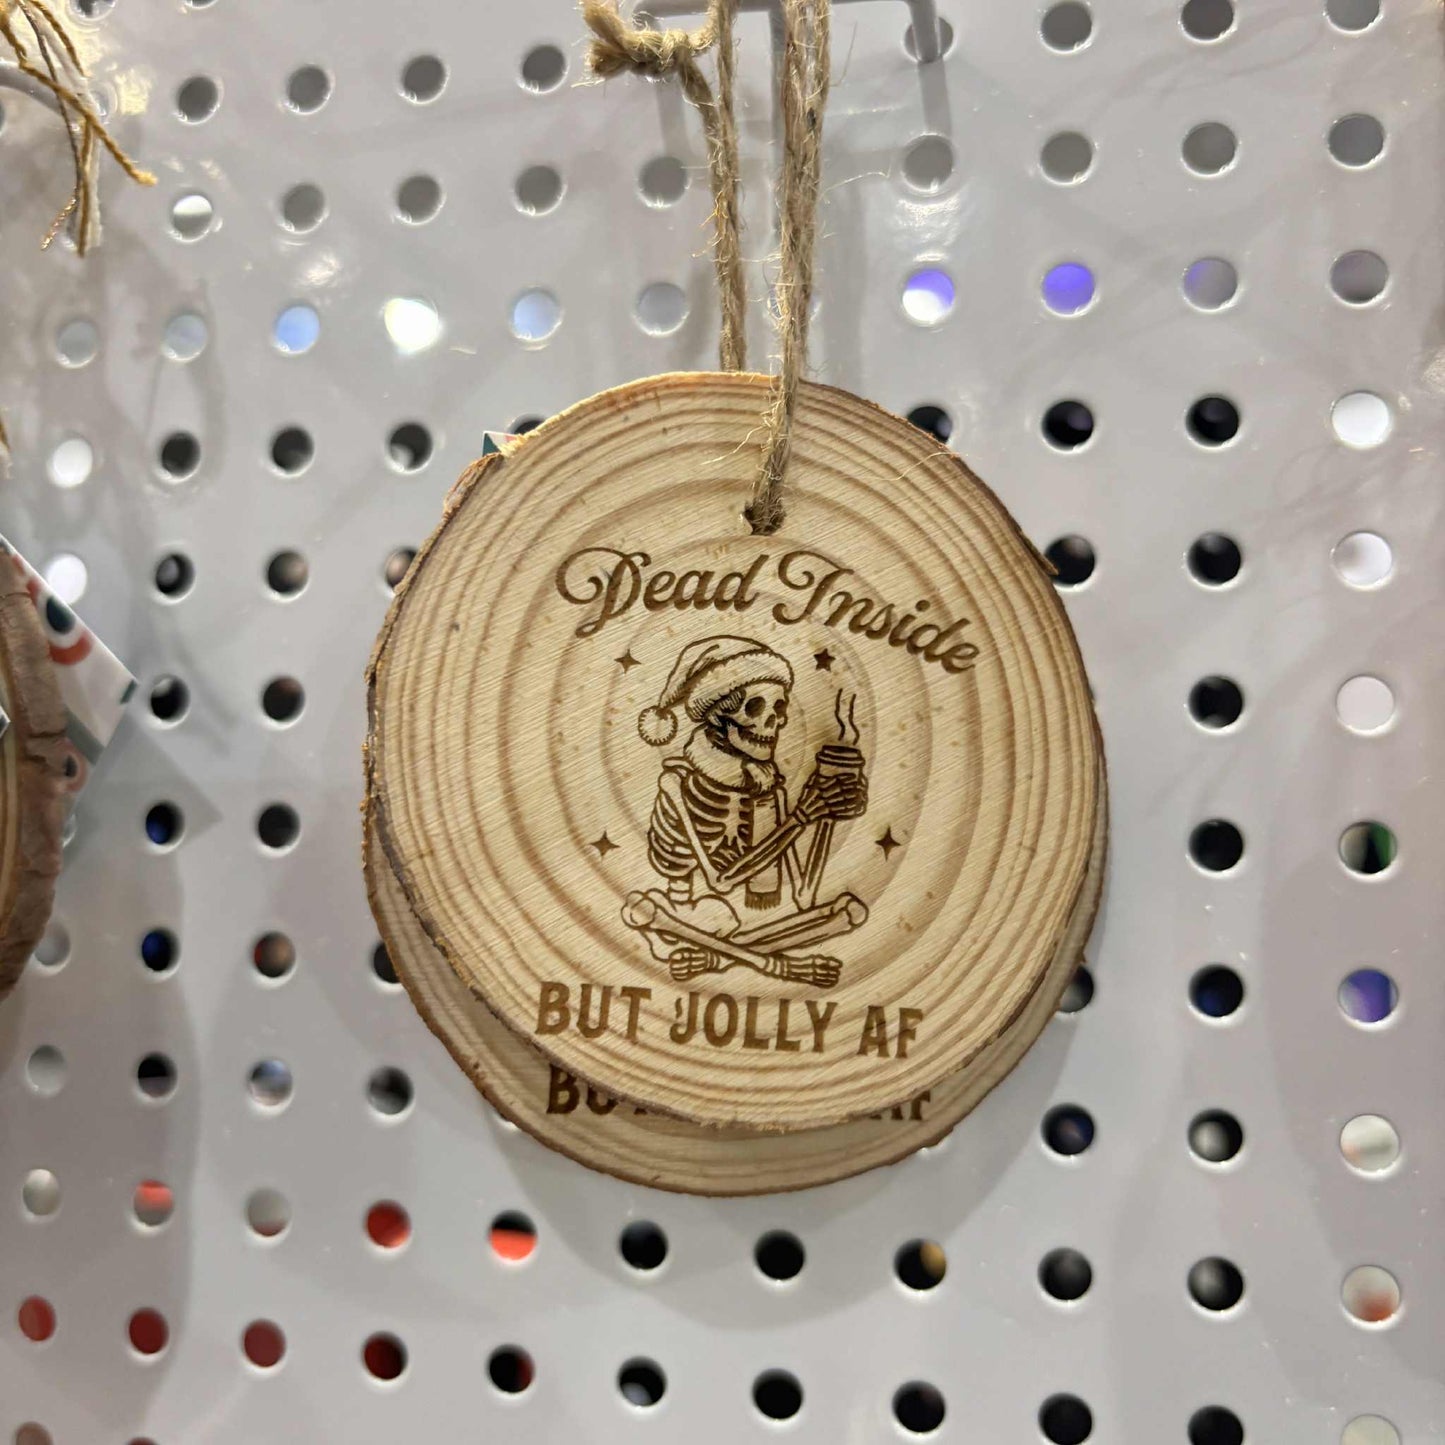 Dead Inside
BUT JOLLY AF